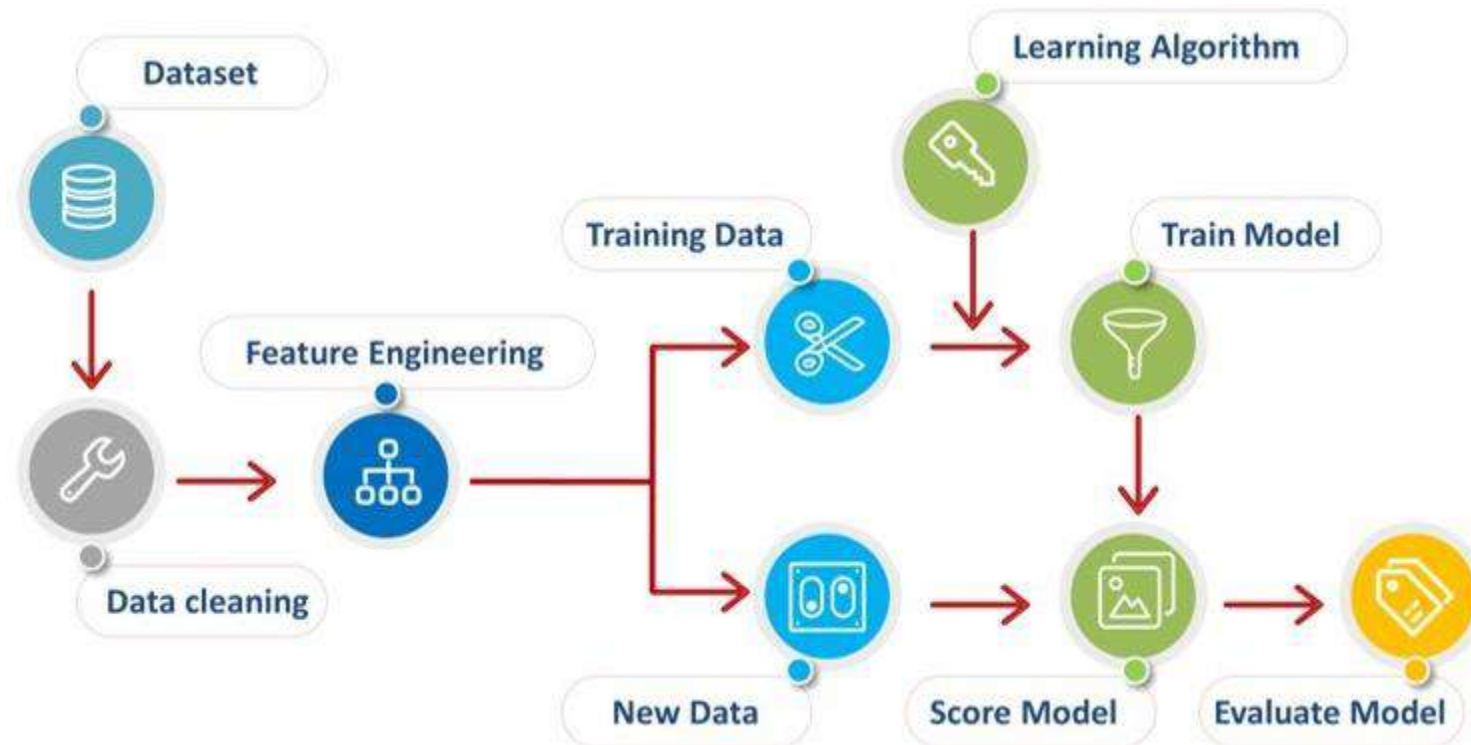 Dataset
Learning Algorithm
Training Data
Train Model
Feature Engineering
Data cleaning
New Data
Score Model
Evaluate Model